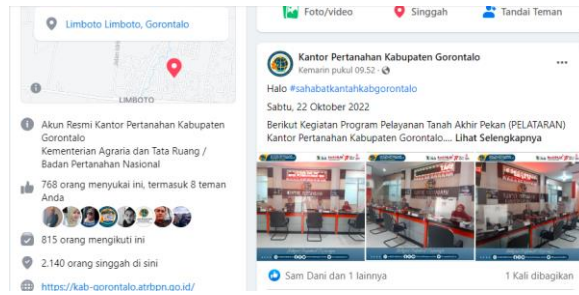 Limboto Limboto, Gorontalo
LIMBOTO
Akun Resmi Kantor Pertanahan Kabupaten
Gorontalo
Kementerian Agraria dan Tata Ruang /
Badan Pertanahan Nasional
768 orang menyukai ini, termasuk 8 teman
Anda
815 orang mengikuti ini
2.140 orang singgah di sini
https://kab-gorontalo.atrbpn.go.id/
Foto/video
Singgah
Tandai Teman
Kantor Pertanahan Kabupaten Gorontalo
Kemarin pukul 09.52 ·
Halo #sahabatkantahkabgorontalo
Sabtu, 22 Oktober 2022
Berikut Kegiatan Program Pelayanan Tanah Akhir Pekan (PELATARAN)
Kantor Pertanahan Kabupaten Gorontalo.... Lihat Selengkapnya
Sam Dani dan 1 lainnya
1 Kali dibagikan